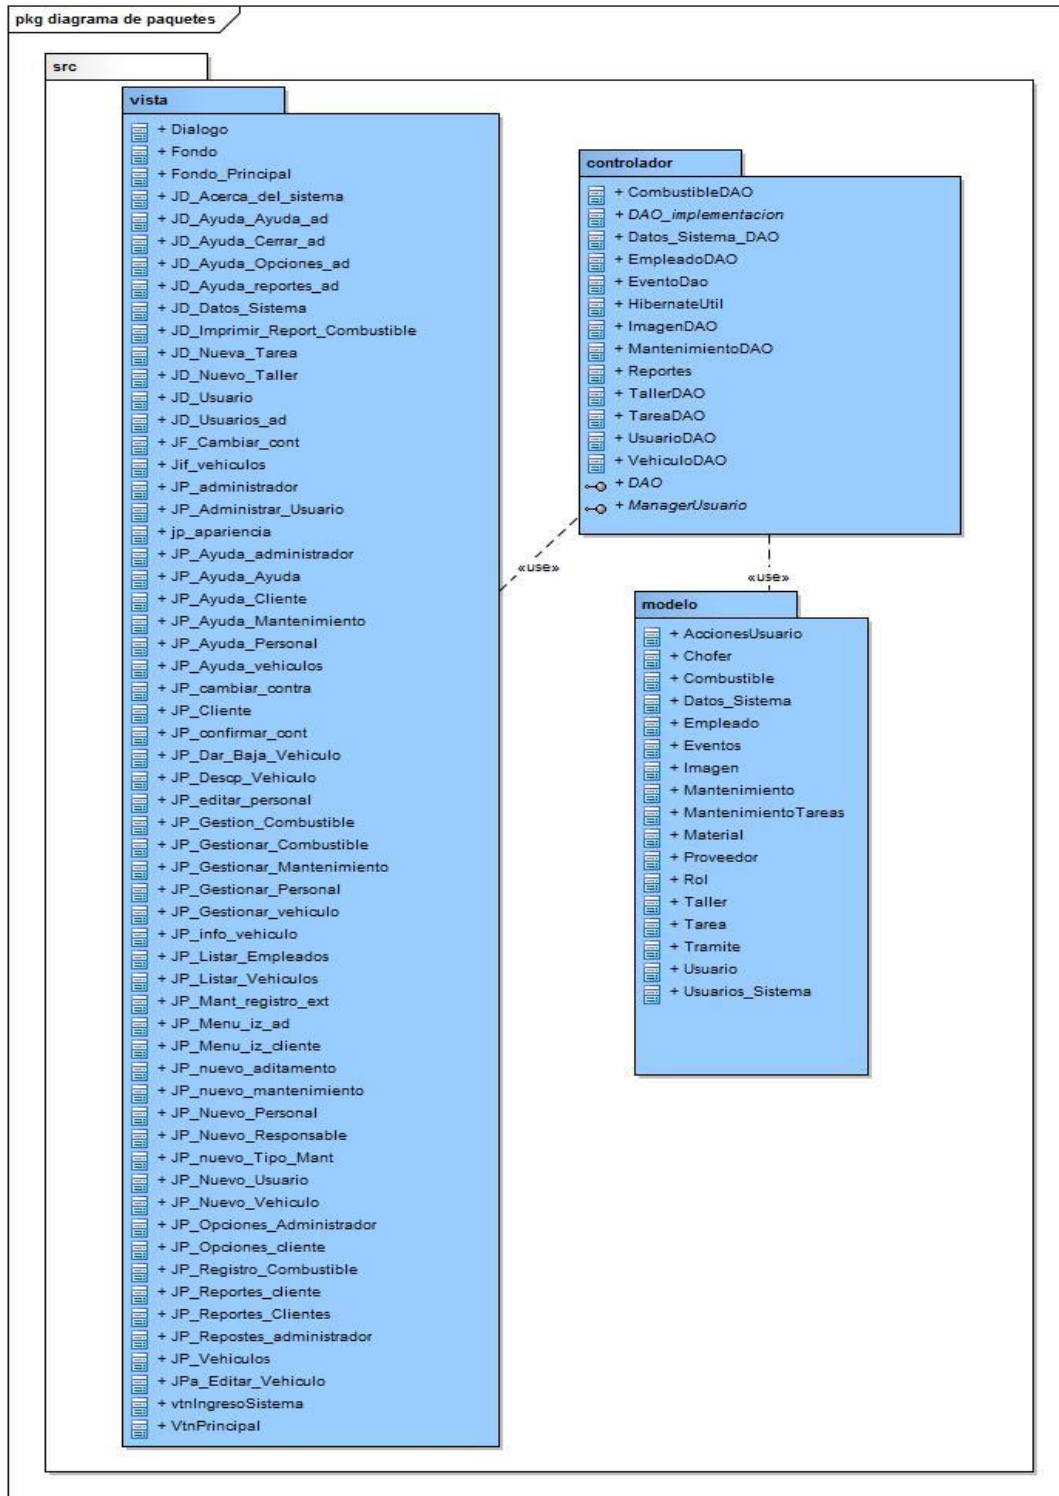 pkg diagrama de paquetes
src
vista
+ Dialogo
+ Fondo
+ Fondo_Principal
+ JD_Acerca_del_sistema
+ JD_Ayuda_Ayuda_ad
+ JD_Ayuda_Cerrar_ad
+ JD_Ayuda_Opciones_ad
+ JD_Ayuda_reportes_ad
+ JD_Datos_Sistema
+ JD_Imprimir_Report_Combustible
+ JD_Nueva_Tarea
+ JD_Nuevo_Taller
+ JD_Usuario
+ JD_Usuarios_ad
+ JF_Cambiar_cont
+ Jif_vehiculos
+ JP_administrador
+ JP_Administrar_Usuario
+ jp_apariencia
+ JP_Ayuda_administrador
+ JP_Ayuda_Ayuda
+ JP_Ayuda_Cliente
+ JP_Ayuda_Mantenimiento
+ JP_Ayuda_Personal
+ JP_Ayuda_vehiculos
+ JP_cambiar_contra
+ JP_Cliente
+ JP_confirmar_cont
+ JP_Dar_Baja_Vehiculo
+ JP_Descp_Vehiculo
+ JP_editar_personal
+ JP_Gestion_Combustible
+ JP_Gestionar_Combustible
+ JP_Gestionar_Mantenimiento
+ JP_Gestionar_Personal
+ JP_Gestionar_vehiculo
+ JP_info_vehiculo
+ JP_Listar_Empleados
+ JP_Listar_Vehiculos
+ JP_Mant_registro_ext
+ JP_Menu_iz_ad
+ JP_Menu_iz_cliente
+ JP_nuevo_aditamento
+ JP_nuevo_mantenimiento
+ JP_Nuevo_Personal
+ JP_Nuevo_Responsable
+ JP_nuevo_Tipo_Mant
+ JP_Nuevo_Usuario
+ JP_Nuevo_Vehiculo
+ JP_Opciones_Administrador
+ JP_Opciones_cliente
+ JP_Registro_Combustible
+ JP_Reportes_cliente
+ JP_Reportes_Clientes
+ JP_Repostes_administrador
+ JP_Vehiculos
+ JPa_Editar_Vehiculo
+ vtnIngresoSistema
+ VtnPrincipal
controlador
+ CombustibleDAO
+ DAO_implementacion
+ Datos_Sistema_DAO
+ EmpleadoDAO
+ EventoDao
+ HibernateUtil
+ ImagenDAO
+ MantenimientoDAO
+ Reportes
+ TallerDAO
+ TareaDAO
+ UsuarioDAO
+ VehiculoDAO
+ DAO
+ ManagerUsuario
«use»
«use»
modelo
+ AccionesUsuario
+ Chofer
+ Combustible
+ Datos_Sistema
+ Empleado
+ Eventos
+ Imagen
+ Mantenimiento
+ MantenimientoTareas
+ Material
+ Proveedor
+ Rol
+ Taller
+ Tarea
+ Tramite
+ Usuario
+ Usuarios_Sistema